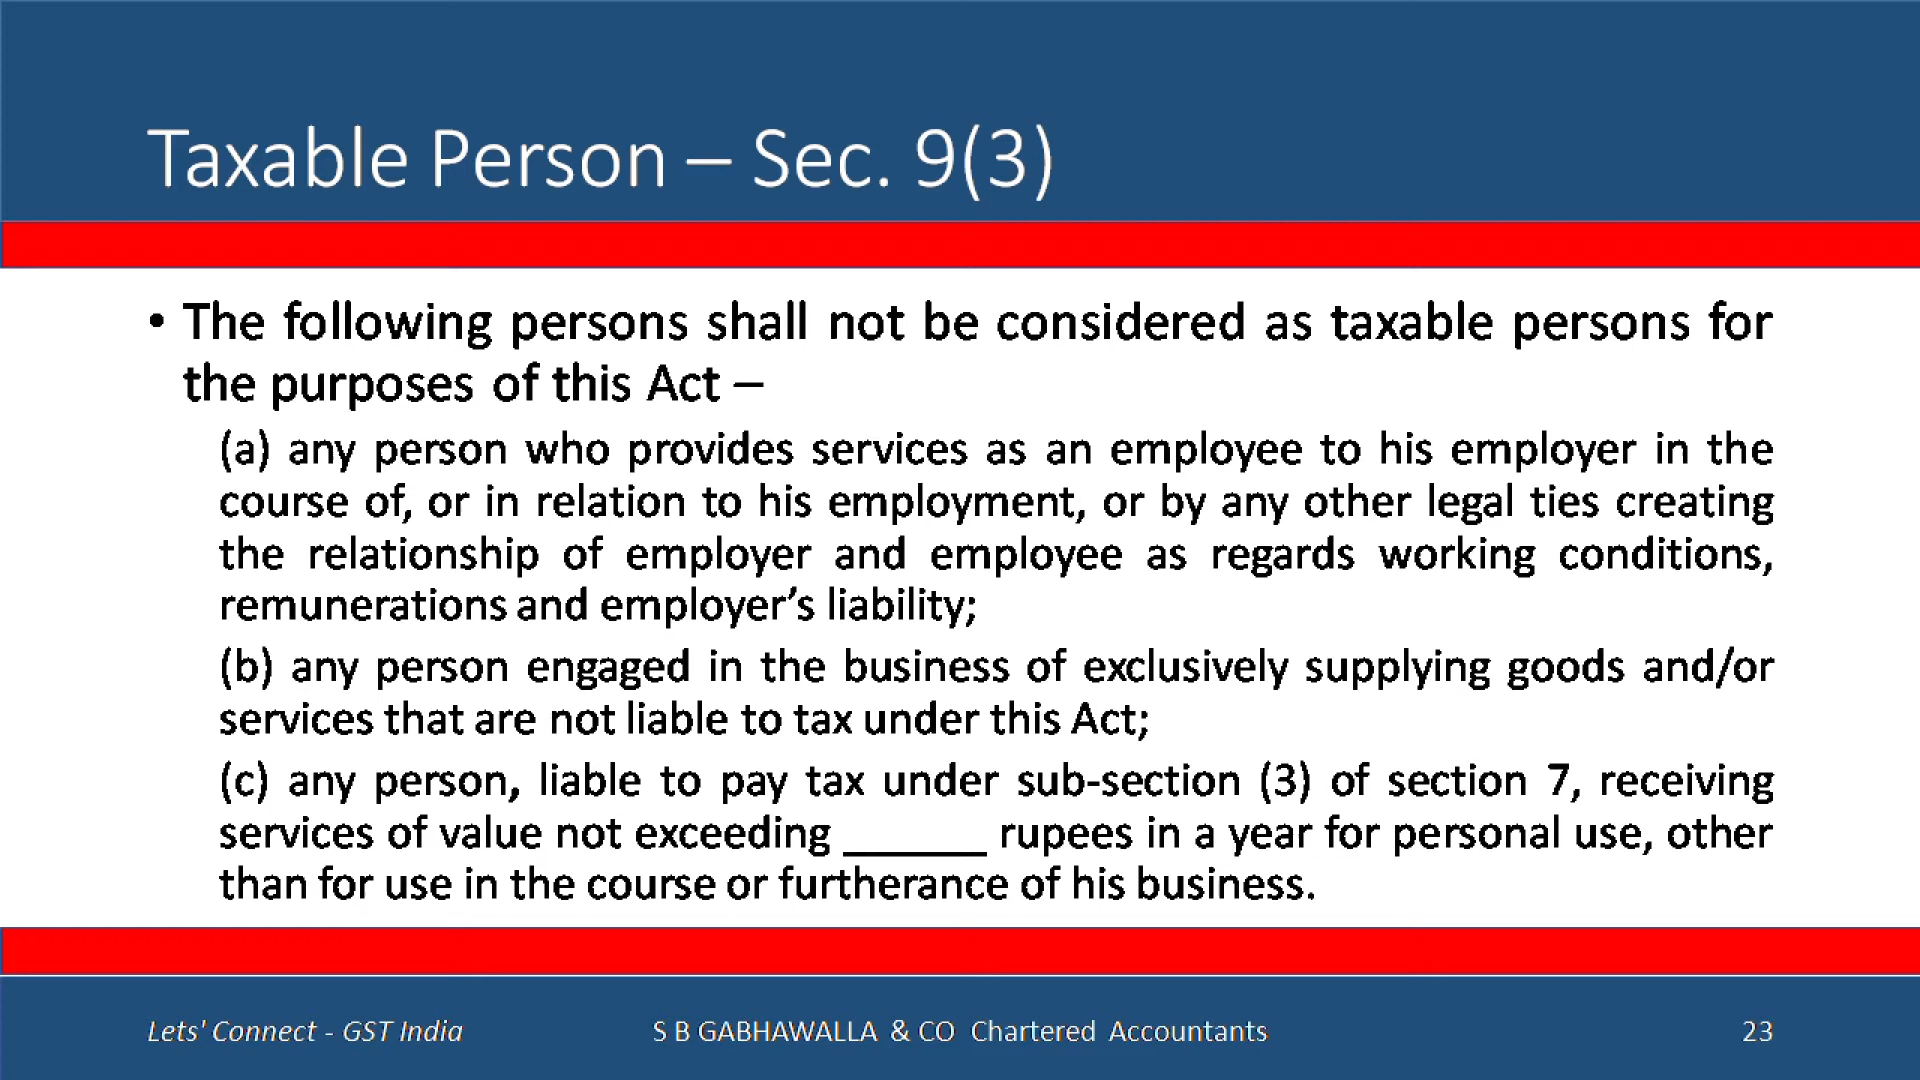 Taxable Person – Sec. 9(3)
• The following persons shall not be considered as taxable persons for
the purposes of this Act –
(a) any person who provides services as an employee to his employer in the
course of, or in relation to his employment, or by any other legal ties creating
the relationship of employer and employee as regards working conditions,
remunerations and employer’s liability;
(b) any person engaged in the business of exclusively supplying goods and/or
services that are not liable to tax under this Act;
(c) any person, liable to pay tax under sub-section (3) of section 7, receiving
services of value not exceeding ______ rupees in a year for personal use, other
than for use in the course or furtherance of his business.
Lets' Connect - GST India
S B GABHAWALLA & CO Chartered Accountants
23